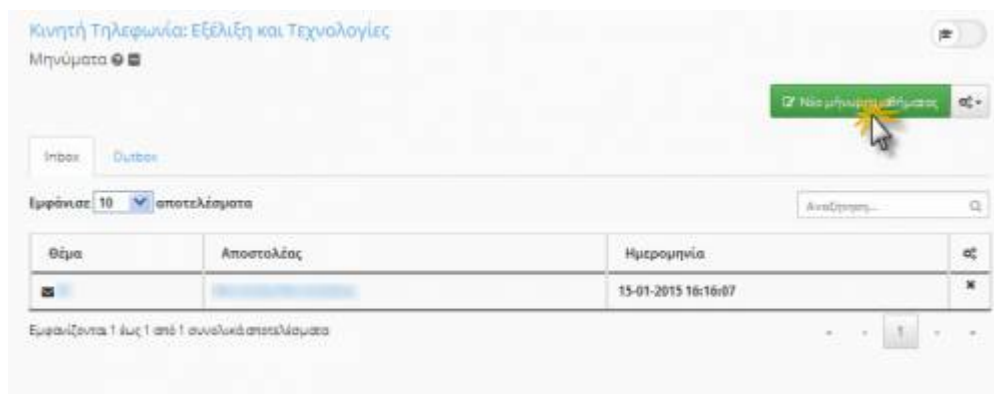 Κινητή Τηλεφωνία: Εξέλιξη και Τεχνολογίες
Μηνύματα
Νέο μήνυμα μαθήματος
Inbox Outbox
Εμφάνισε 10 αποτελέσματα
Αναζήτηση...
Θέμα Αποστολέας Ημερομηνία
15-01-2015 16:16:07
Εμφανίζονται 1 έως 1 από 1 συνολικά αποτελέσματα
1